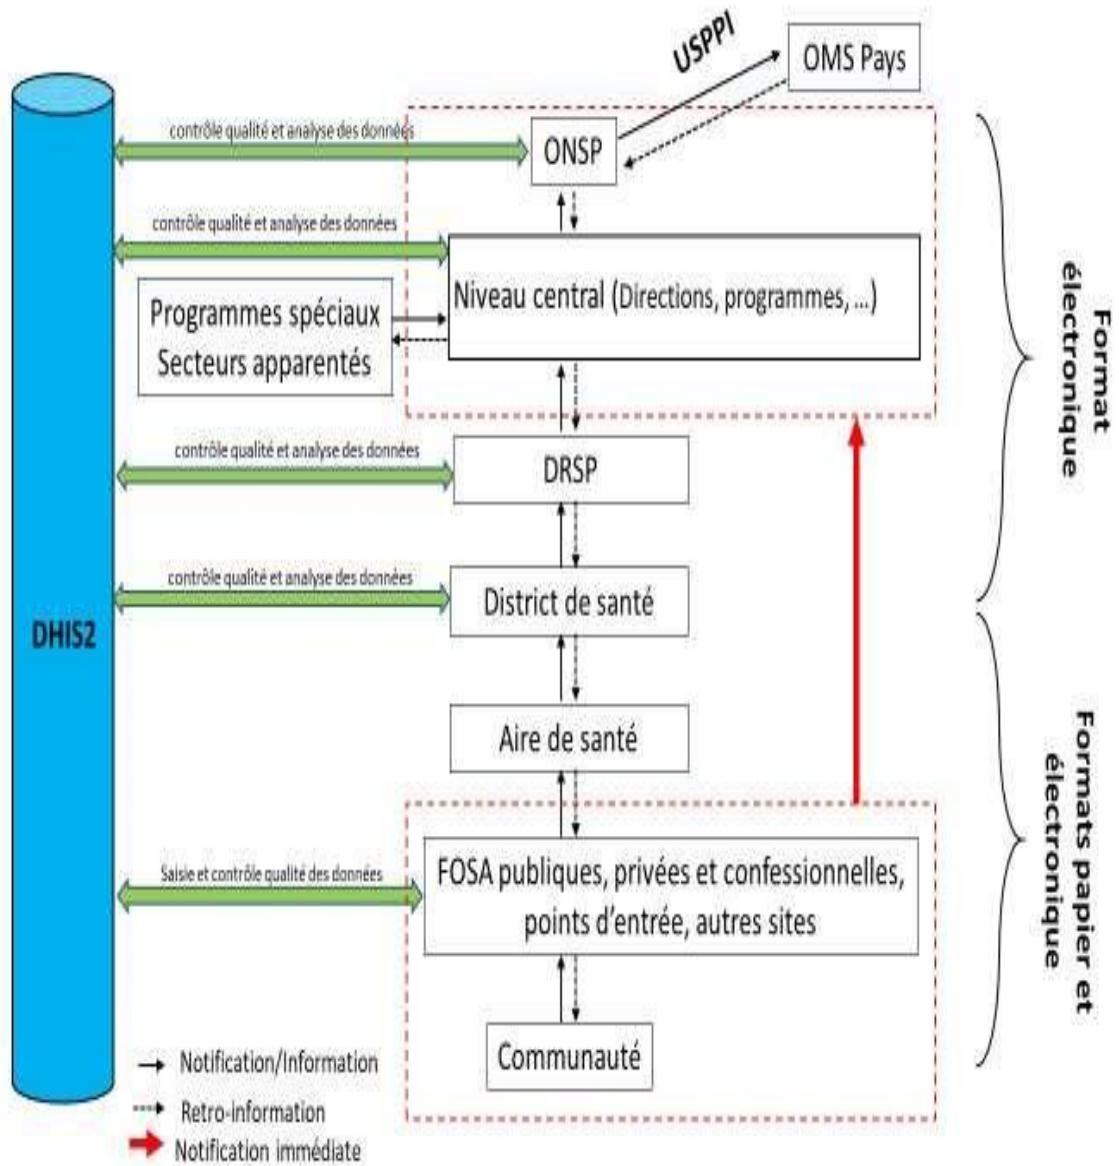 USPPI
OMS Pays
contrôle qualité et analyse des données
ONSP
contrôle qualité et analyse des données
Niveau central (Directions, programmes, ...)
Programmes spéciaux
Secteurs apparentés
Format
électronique
contrôle qualité et analyse des données
DRSP
contrôle qualité et analyse des données
District de santé
DHIS2
Aire de santé
Formats papier et
électronique
Saisie et contrôle qualité des données
FOSA publiques, privées et confessionnelles,
points d'entrée, autres sites
Communauté
Notification/Information
Retro-information
Notification immédiate